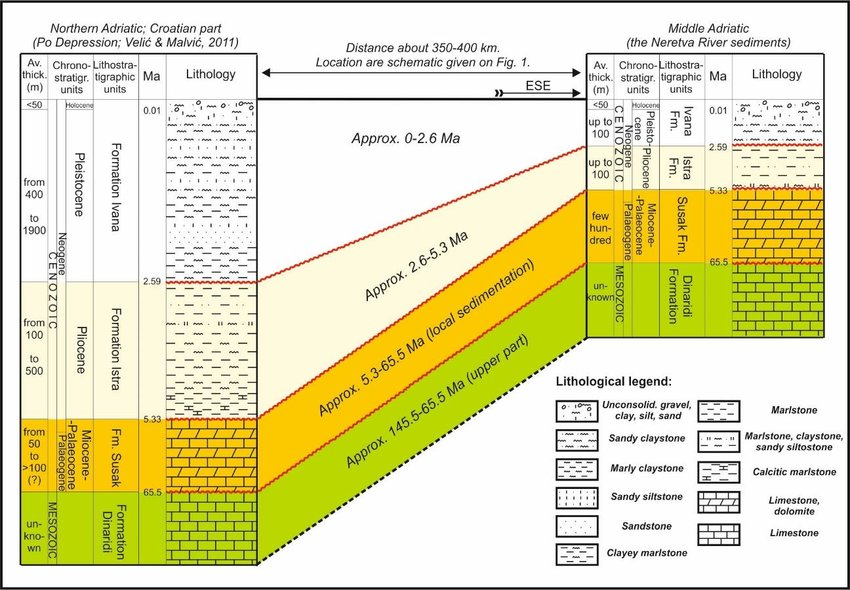 Northern Adriatic; Croatian part
(Po Depression; Velić & Malvić, 2011)
Av.
thick.
(m)
Chrono-
stratigr.
units
Lithostra-
tigraphic
units
Ma
Lithology
<50
Holocene
0.01
from
400
to
1900
Pleistocene
Formation Ivana
Neogene
CENOZOIC
2.59
from
100
to
500
Pliocene
Formation Istra
5.33
from
50
to
>100
(?)
Palaeogene
Miocene-
-Palaeocene
Fm. Susak
65.5
un-
known
MESOZOIC
Formation
Dinaridi
Distance about 350-400 km.
Location are schematic given on Fig. 1.
ESE
Approx. 0-2.6 Ma
Approx. 2.6-5.3 Ma
Approx. 5.3-65.5 Ma (local sedimentation)
Approx. 145.5-65.5 Ma (upper part)
Middle Adriatic
(the Neretva River sediments)
Av.
thick.
(m)
Chrono-
stratigr.
units
Lithostra-
tigraphic
units
Ma
Lithology
<50
Holocene
0.01
up to
100
CENOZOIC
Neogene
Pleisto-
cene
Ivana
Fm.
2.59
up to
100
-Pliocene
Istra
Fm.
5.33
few
hun-
dred
Palaeogene
Miocene-
-Palaeocene
Susak Fm.
65.5
un-
known
MESOZOIC
Dinaridi
Formation
Lithological legend:
Unconsolid. gravel,
clay, silt, sand
Sandy claystone
Marly claystone
Sandy siltstone
Sandstone
Clayey marlstone
Marlstone
Marlstone, claystone,
sandy siltostone
Calcitic marlstone
Limestone,
dolomite
Limestone